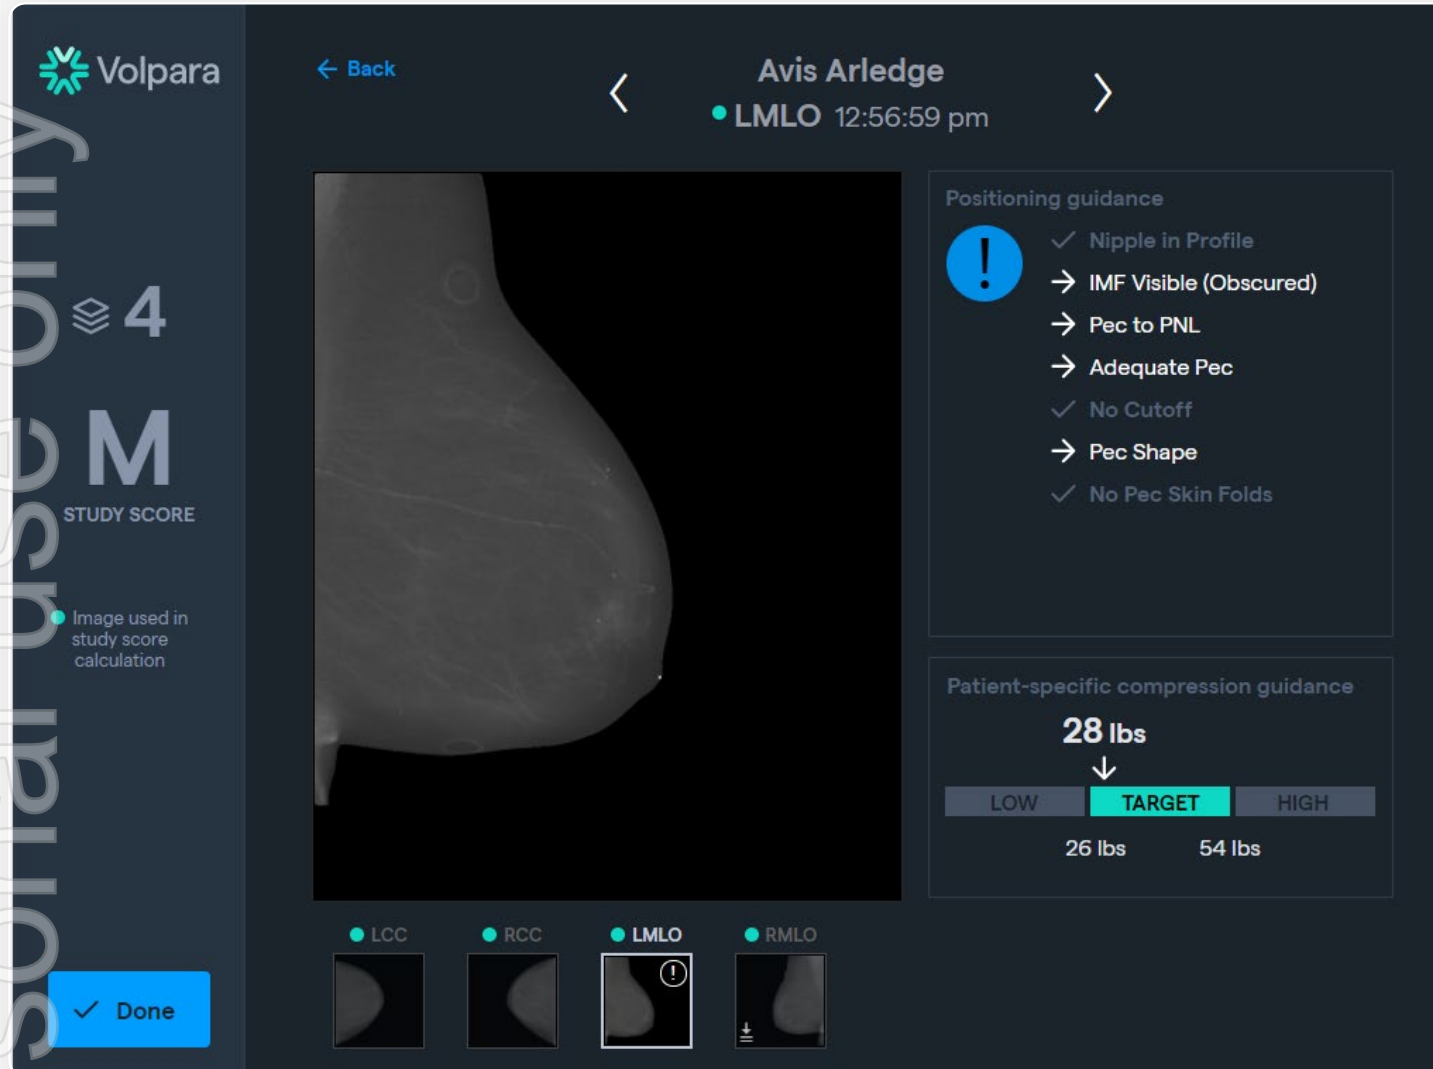 Volpara
Back
Avis Arledge
LMLO 12:56:59 pm
4
M
STUDY SCORE
Image used in
study score
calculation
Done
Positioning guidance
Nipple in Profile
IMF Visible (Obscured)
Pec to PNL
Adequate Pec
No Cutoff
Pec Shape
No Pec Skin Folds
Patient-specific compression guidance
28 lbs
LOW TARGET HIGH
26 lbs 54 lbs
LCC RCC LMLO RMLO
sonal use only